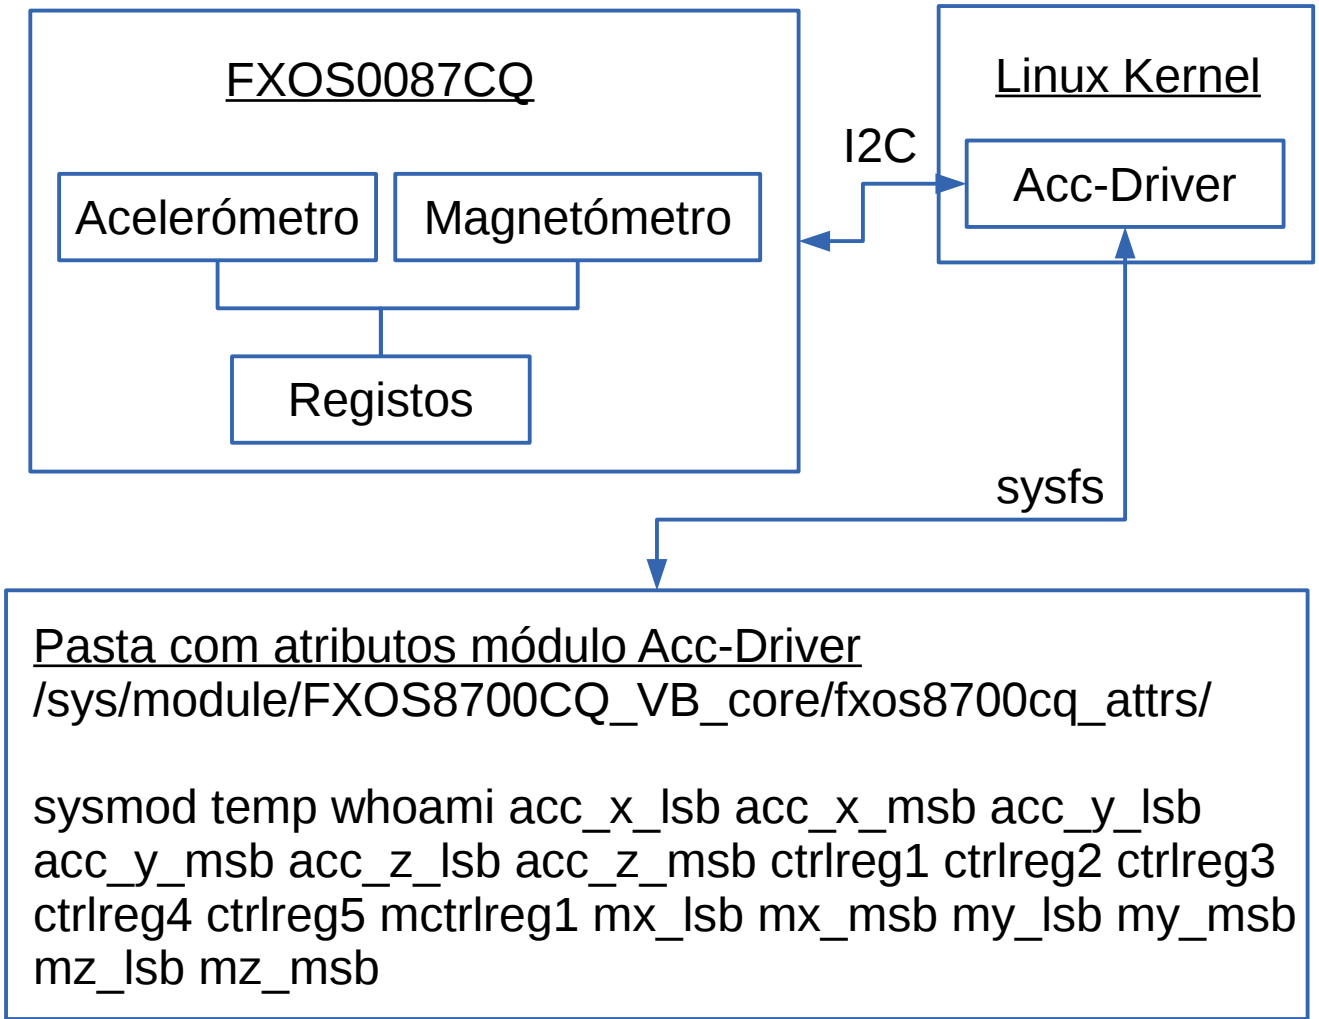 FXOS0087CQ
Acelerómetro
Magnetómetro
Registos
I2C
Linux Kernel
Acc-Driver
sysfs
Pasta com atributos módulo Acc-Driver
/sys/module/FXOS8700CQ_VB_core/fxos8700cq_attrs/
sysmod temp whoami acc_x_lsb acc_x_msb acc_y_lsb
acc_y_msb acc_z_lsb acc_z_msb ctrlreg1 ctrlreg2 ctrlreg3
ctrlreg4 ctrlreg5 mctrlreg1 mx_lsb mx_msb my_lsb my_msb
mz_lsb mz_msb